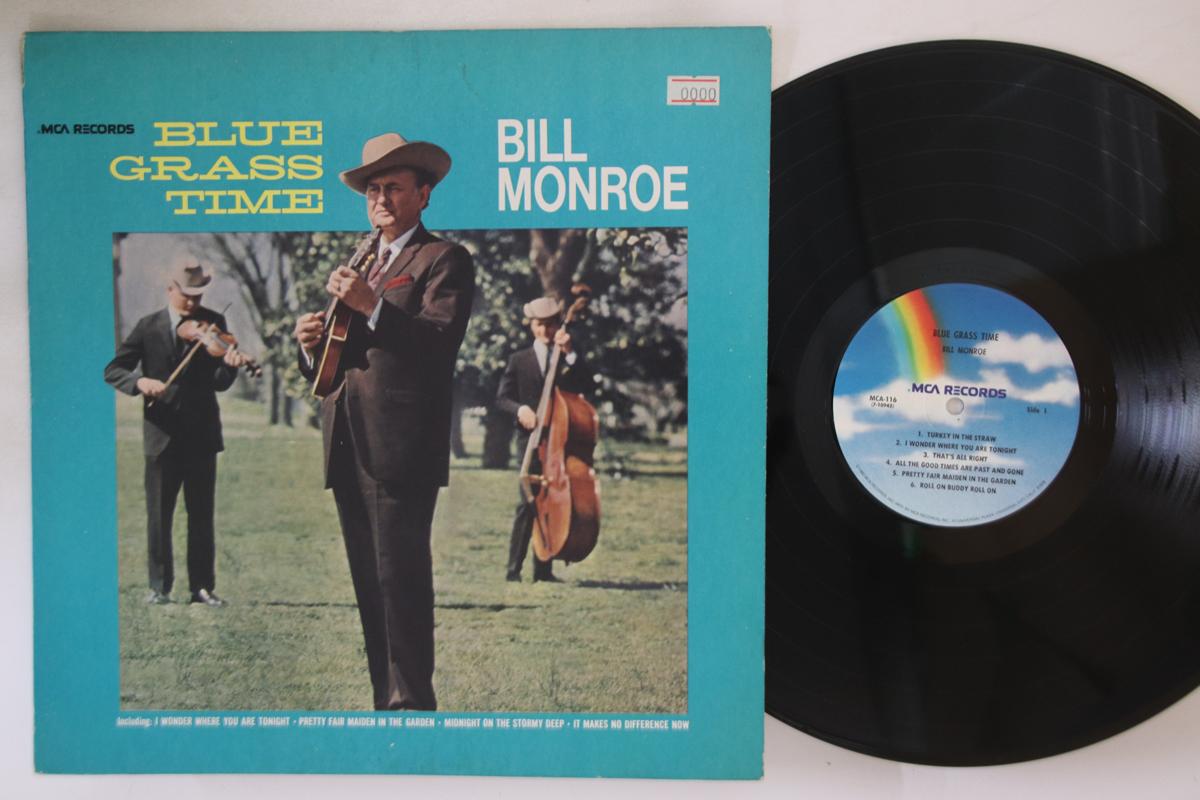 MCA RECORDS
BLUE
GRASS
TIME
BILL
MONROE
0000
Including: I WONDER WHERE YOU ARE TONIGHT • PRETTY FAIR MAIDEN IN THE GARDEN • MIDNIGHT ON THE STORMY DEEP • IT MAKES NO DIFFERENCE NOW
BLUE GRASS TIME
BILL MONROE
MCA RECORDS
MCA-116
(7-10943)
Side 1
1. TURKEY IN THE STRAW
2. I WONDER WHERE YOU ARE TONIGHT
3. THAT'S ALL RIGHT
4. ALL THE GOOD TIMES ARE PAST AND GONE
5. PRETTY FAIR MAIDEN IN THE GARDEN
6. ROLL ON BUDDY ROLL ON